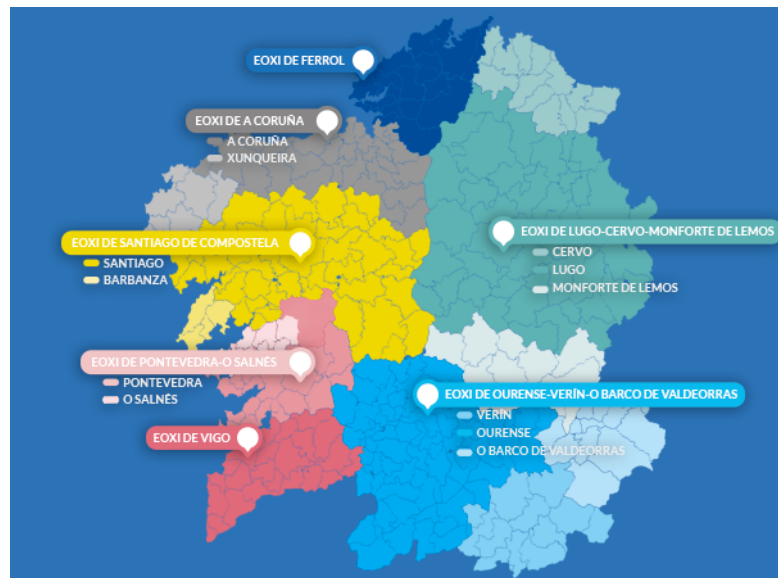 EOXI DE FERROL
EOXI DE A CORUÑA
A CORUÑA
XUNQUEIRA
EOXI DE SANTIAGO DE COMPOSTELA
SANTIAGO
BARBANZA
EOXI DE LUGO-CERVO-MONFORTE DE LEMOS
CERVO
LUGO
MONFORTE DE LEMOS
EOXI DE PONTEVEDRA-O SALNÉS
PONTEVEDRA
O SALNÉS
EOXI DE OURENSE-VERÍN-O BARCO DE VALDEORRAS
VERÍN
OURENSE
O BARCO DE VALDEORRAS
EOXI DE VIGO